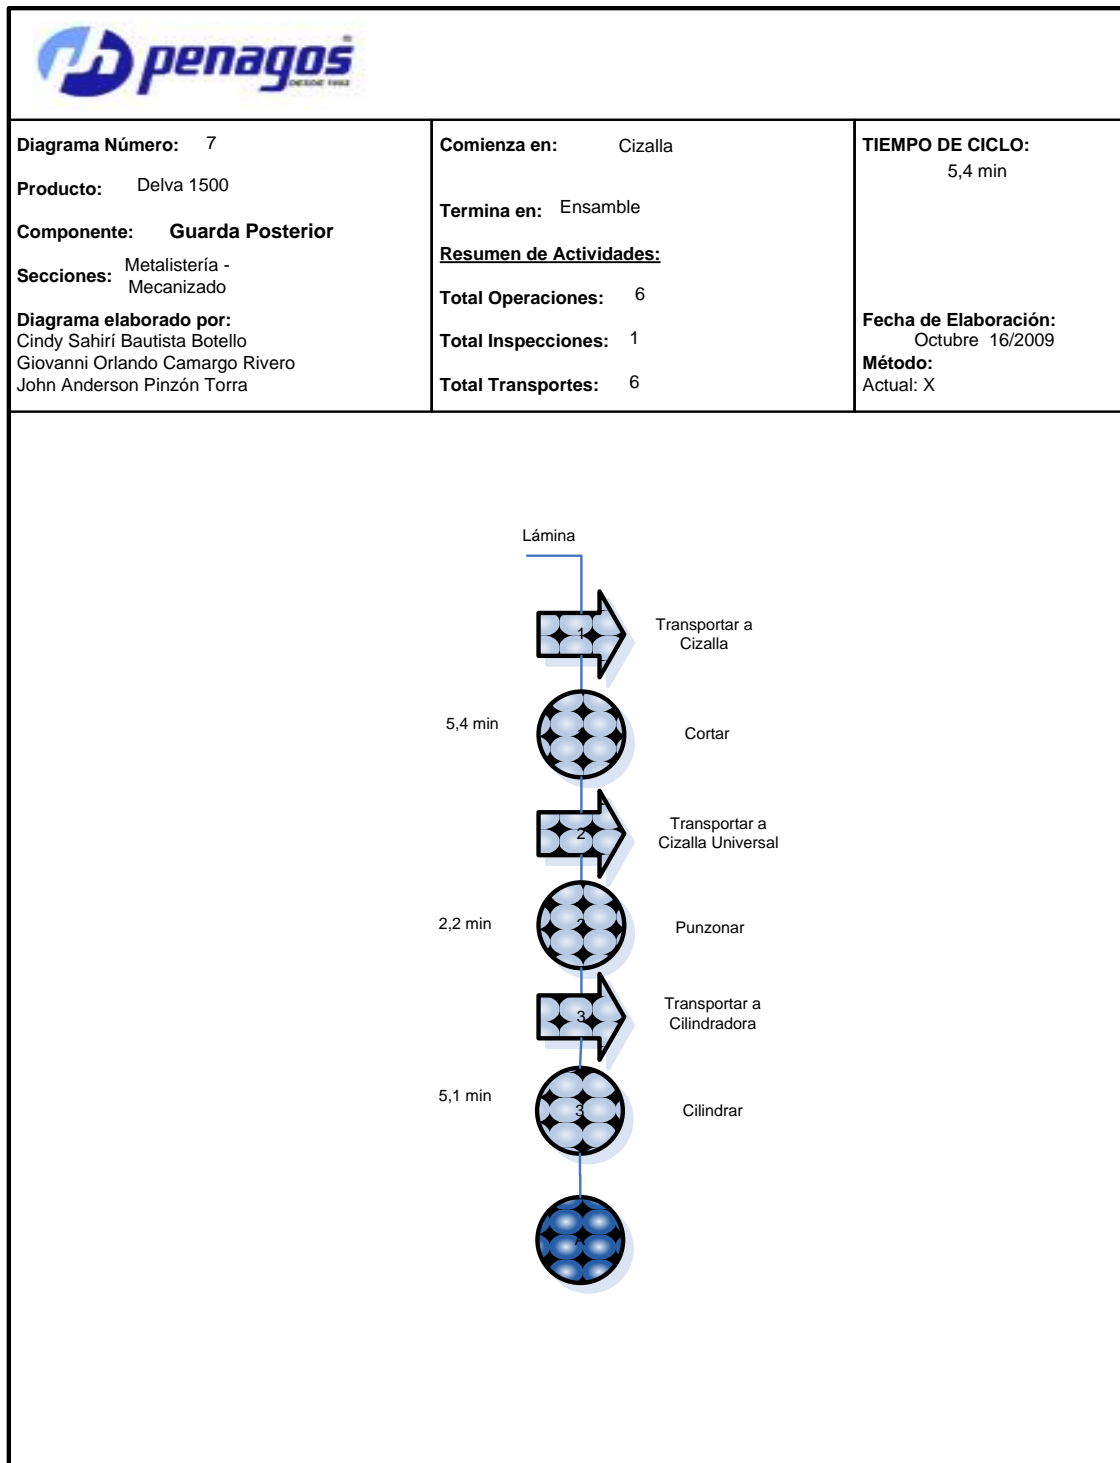 penagos
DESDE 1892
Diagrama Número: 7
Producto: Delva 1500
Componente: Guarda Posterior
Secciones: Metalistería -
Mecanizado
Diagrama elaborado por:
Cindy Sahirí Bautista Botello
Giovanni Orlando Camargo Rivero
John Anderson Pinzón Torra
Comienza en: Cizalla
Termina en: Ensamble
Resumen de Actividades:
Total Operaciones: 6
Total Inspecciones: 1
Total Transportes: 6
TIEMPO DE CICLO:
5,4 min
Fecha de Elaboración:
Octubre 16/2009
Método:
Actual: X
Lámina
1
Transportar a
Cizalla
5,4 min
Cortar
2
Transportar a
Cizalla Universal
2,2 min
2
Punzonar
3
Transportar a
Cilindradora
5,1 min
3
Cilindrar
A